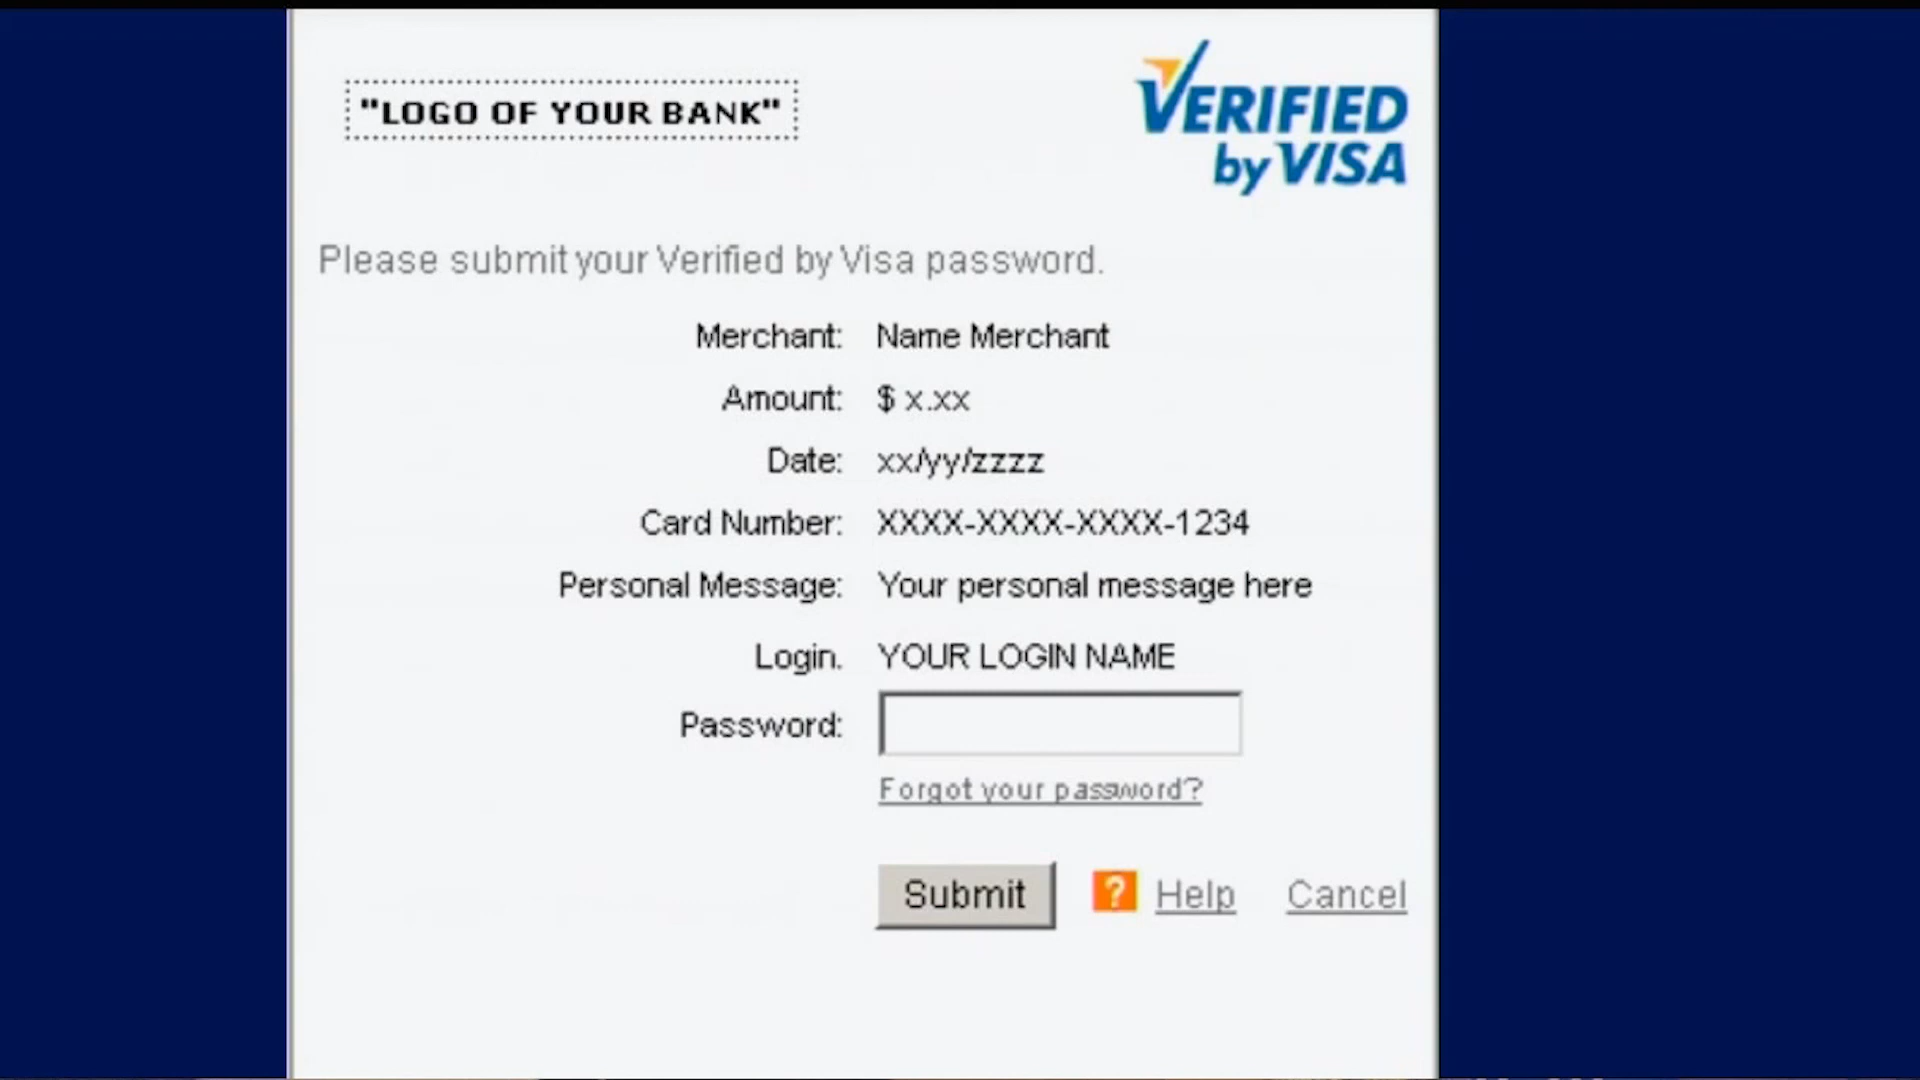 "LOGO OF YOUR BANK"
VERIFIED
by VISA
Please submit your Verified by Visa password.
Merchant: Name Merchant
Amount: $ x.xx
Date: xx/yy/zzzz
Card Number: XXXX-XXXX-XXXX-1234
Personal Message: Your personal message here
Login. YOUR LOGIN NAME
Password:
Forgot your password?
Submit ? Help Cancel